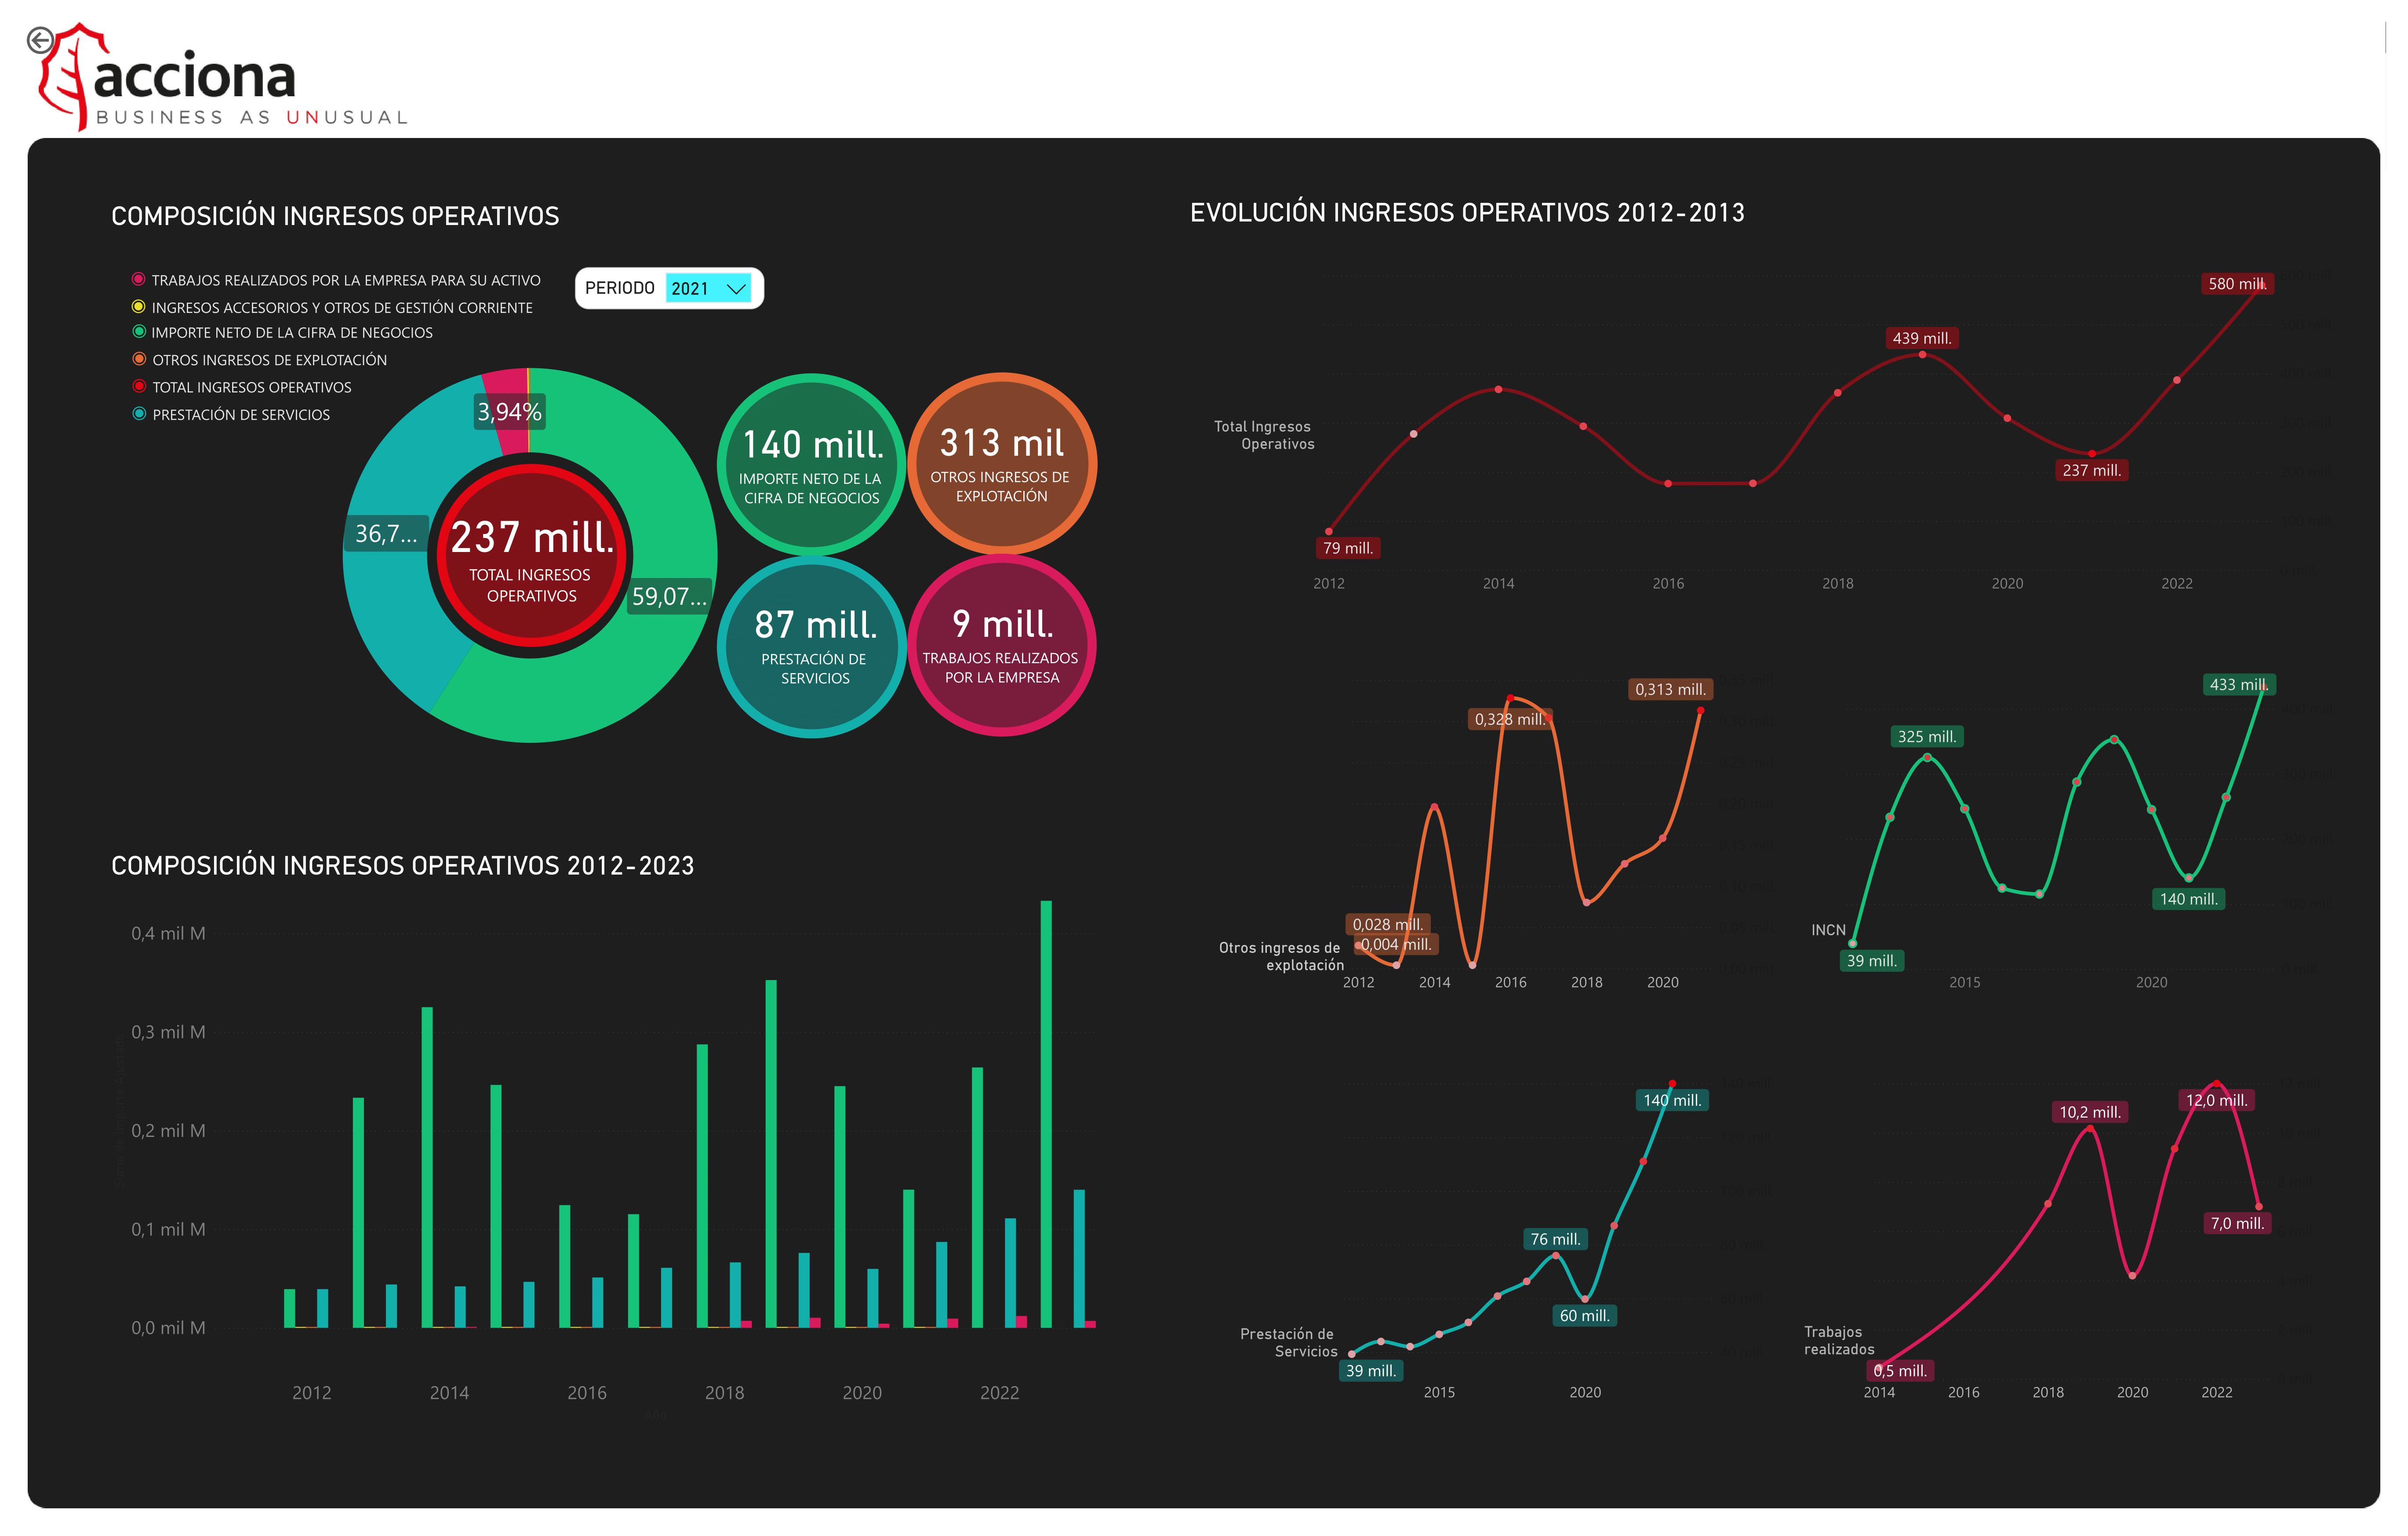 acciona
BUSINESS AS UNUSUAL
COMPOSICIÓN INGRESOS OPERATIVOS
TRABAJOS REALIZADOS POR LA EMPRESA PARA SU ACTIVO
INGRESOS ACCESORIOS Y OTROS DE GESTIÓN CORRIENTE
IMPORTE NETO DE LA CIFRA DE NEGOCIOS
OTROS INGRESOS DE EXPLOTACIÓN
TOTAL INGRESOS OPERATIVOS
PRESTACIÓN DE SERVICIOS
PERIODO 2021
3,94%
36,7...
59,07...
237 mill.
TOTAL INGRESOS
OPERATIVOS
140 mill.
IMPORTE NETO DE LA
CIFRA DE NEGOCIOS
313 mil
OTROS INGRESOS DE
EXPLOTACIÓN
87 mill.
PRESTACIÓN DE
SERVICIOS
9 mill.
TRABAJOS REALIZADOS
POR LA EMPRESA
COMPOSICIÓN INGRESOS OPERATIVOS 2012-2023
0,4 mil M
0,3 mil M
0,2 mil M
0,1 mil M
0,0 mil M
2012 2014 2016 2018 2020 2022
EVOLUCIÓN INGRESOS OPERATIVOS 2012-2013
580 mill.
439 mill.
Total Ingresos
Operativos
237 mill.
79 mill.
2012 2014 2016 2018 2020 2022
0,313 mill.
0,328 mill.
0,028 mill.
0,004 mill.
Otros ingresos de
explotación
2012 2014 2016 2018 2020
433 mill.
325 mill.
140 mill.
INCN
39 mill.
2015 2020
140 mill.
76 mill.
60 mill.
Prestación de
Servicios
39 mill.
2015 2020
12,0 mill.
10,2 mill.
7,0 mill.
Trabajos
realizados
0,5 mill.
2014 2016 2018 2020 2022